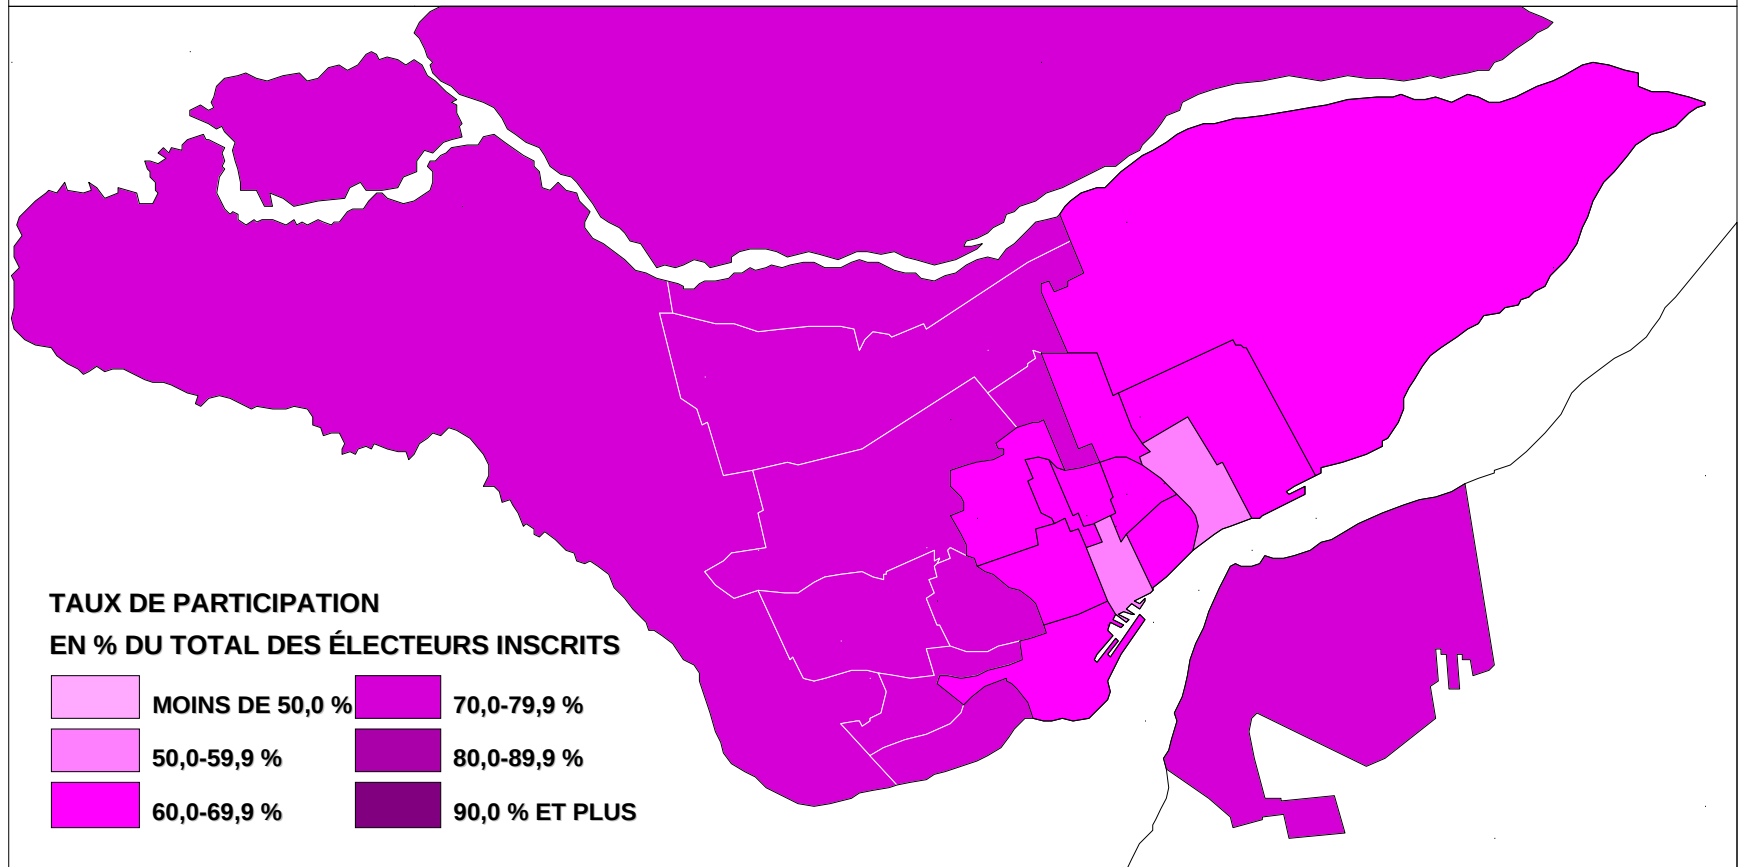 TAUX DE PARTICIPATION
EN % DU TOTAL DES ÉLECTEURS INSCRITS
MOINS DE 50,0 %
50,0-59,9 %
60,0-69,9 %
70,0-79,9 %
80,0-89,9 %
90,0 % ET PLUS